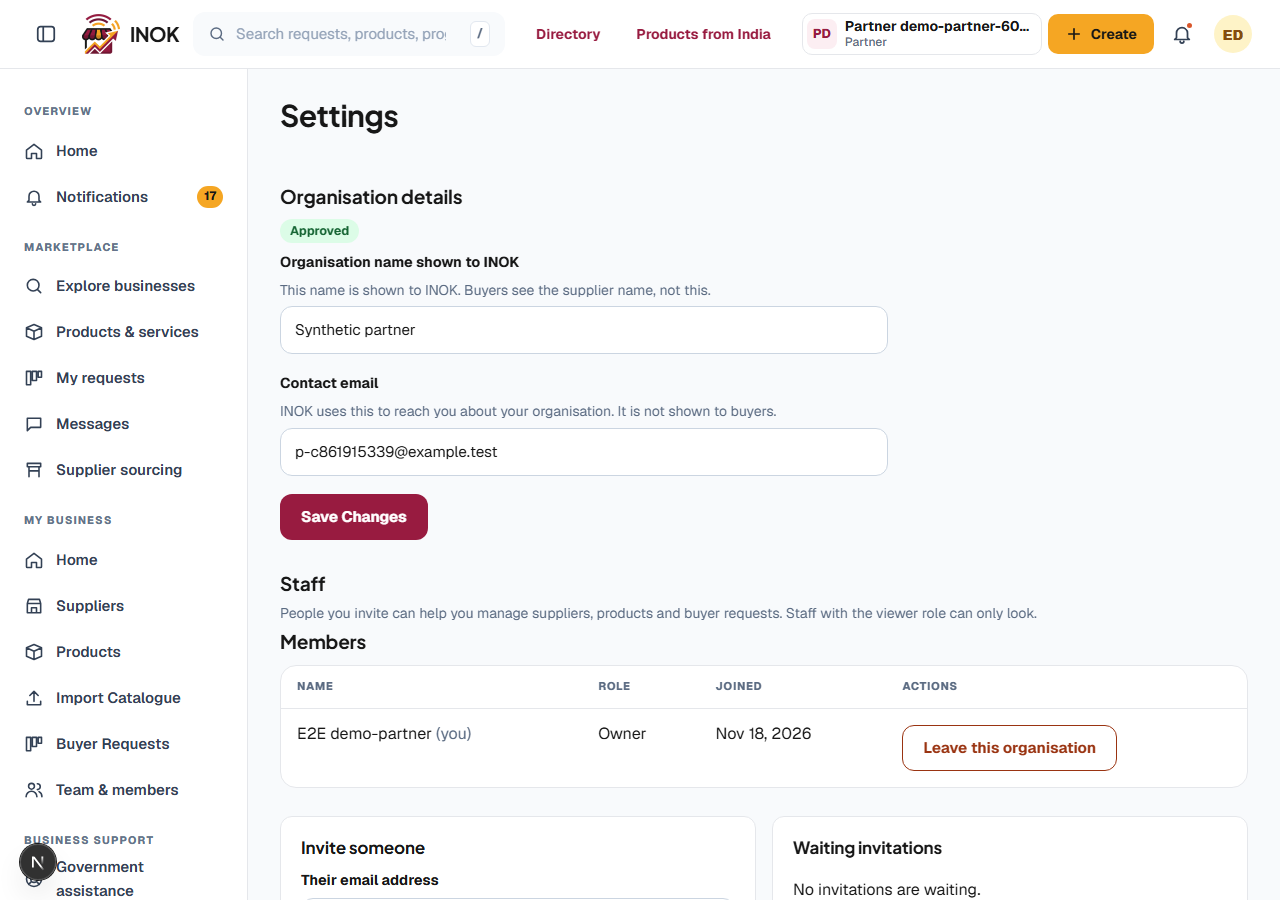 INOK
Search requests, products, pro
/
Directory
Products from India
PD
Partner demo-partner-60...
Partner
Create
ED
OVERVIEW
Home
Notifications
17
MARKETPLACE
Explore businesses
Products & services
My requests
Messages
Supplier sourcing
MY BUSINESS
Home
Suppliers
Products
Import Catalogue
Buyer Requests
Team & members
BUSINESS SUPPORT
N
Government
assistance
Settings
Organisation details
Approved
Organisation name shown to INOK
This name is shown to INOK. Buyers see the supplier name, not this.
Synthetic partner
Contact email
INOK uses this to reach you about your organisation. It is not shown to buyers.
p-c861915339@example.test
Save Changes
Staff
People you invite can help you manage suppliers, products and buyer requests. Staff with the viewer role can only look.
Members
NAME ROLE JOINED ACTIONS
E2E demo-partner (you) Owner Nov 18, 2026 Leave this organisation
Invite someone
Their email address
Waiting invitations
No invitations are waiting.